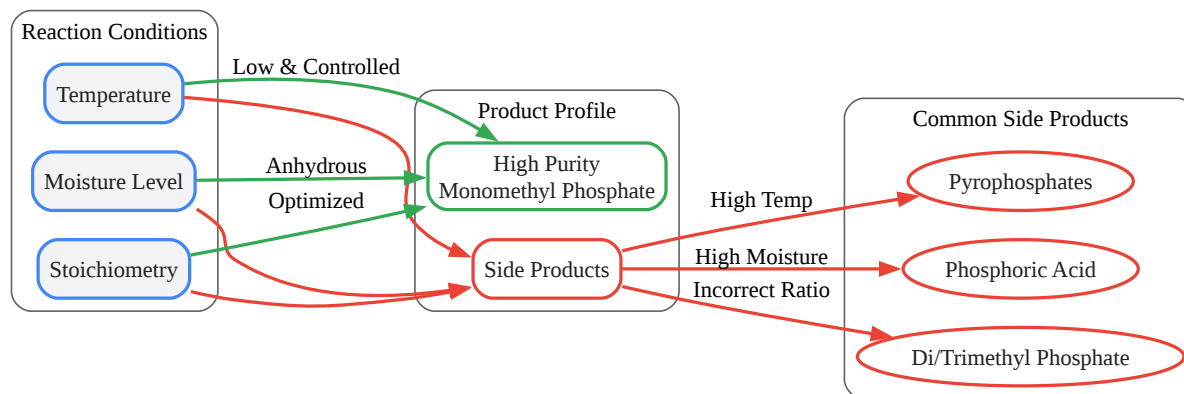 Reaction Conditions
Temperature
Moisture Level
Stoichiometry
Low & Controlled
Anhydrous
Optimized
Product Profile
High Purity
Monomethyl Phosphate
Side Products
High Temp
High Moisture
Incorrect Ratio
Common Side Products
Pyrophosphates
Phosphoric Acid
Di/Trimethyl Phosphate